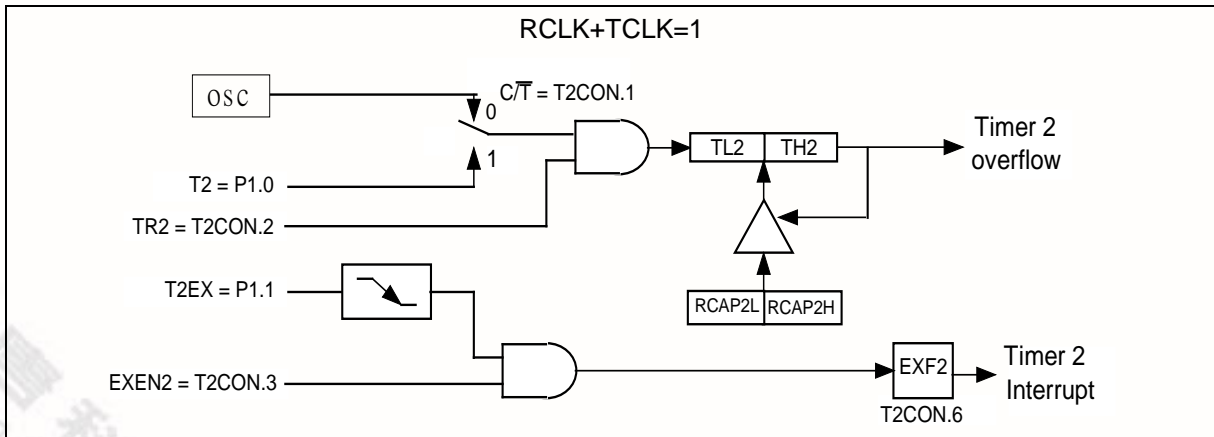 RCLK+TCLK=1
OSC
C/T̅ = T2CON.1
0
1
T2 = P1.0
TR2 = T2CON.2
TL2 TH2
Timer 2
overflow
T2EX = P1.1
RCAP2L RCAP2H
EXEN2 = T2CON.3
EXF2
T2CON.6
Timer 2
Interrupt